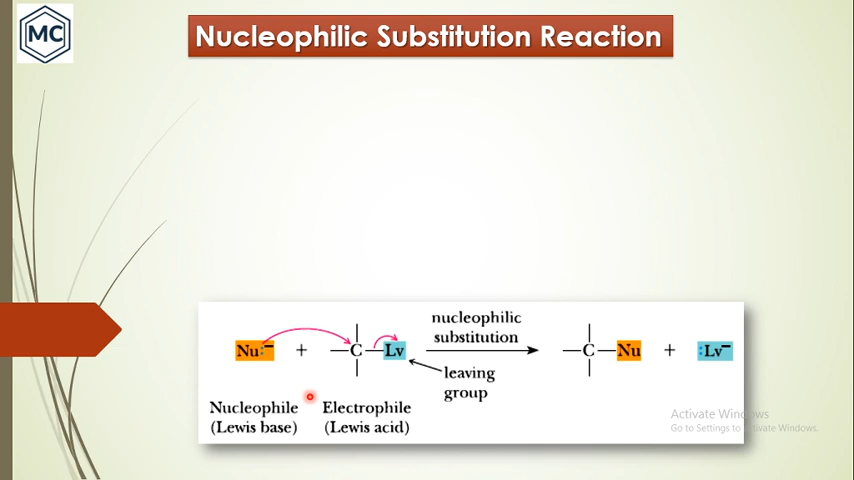 MC
Nucleophilic Substitution Reaction
nucleophilic
substitution
Nu:⁻ + —C—Lv —C—Nu + :Lv⁻
leaving
group
Nucleophile Electrophile
(Lewis base) (Lewis acid)
Activate Windows
Go to Settings to activate Windows.